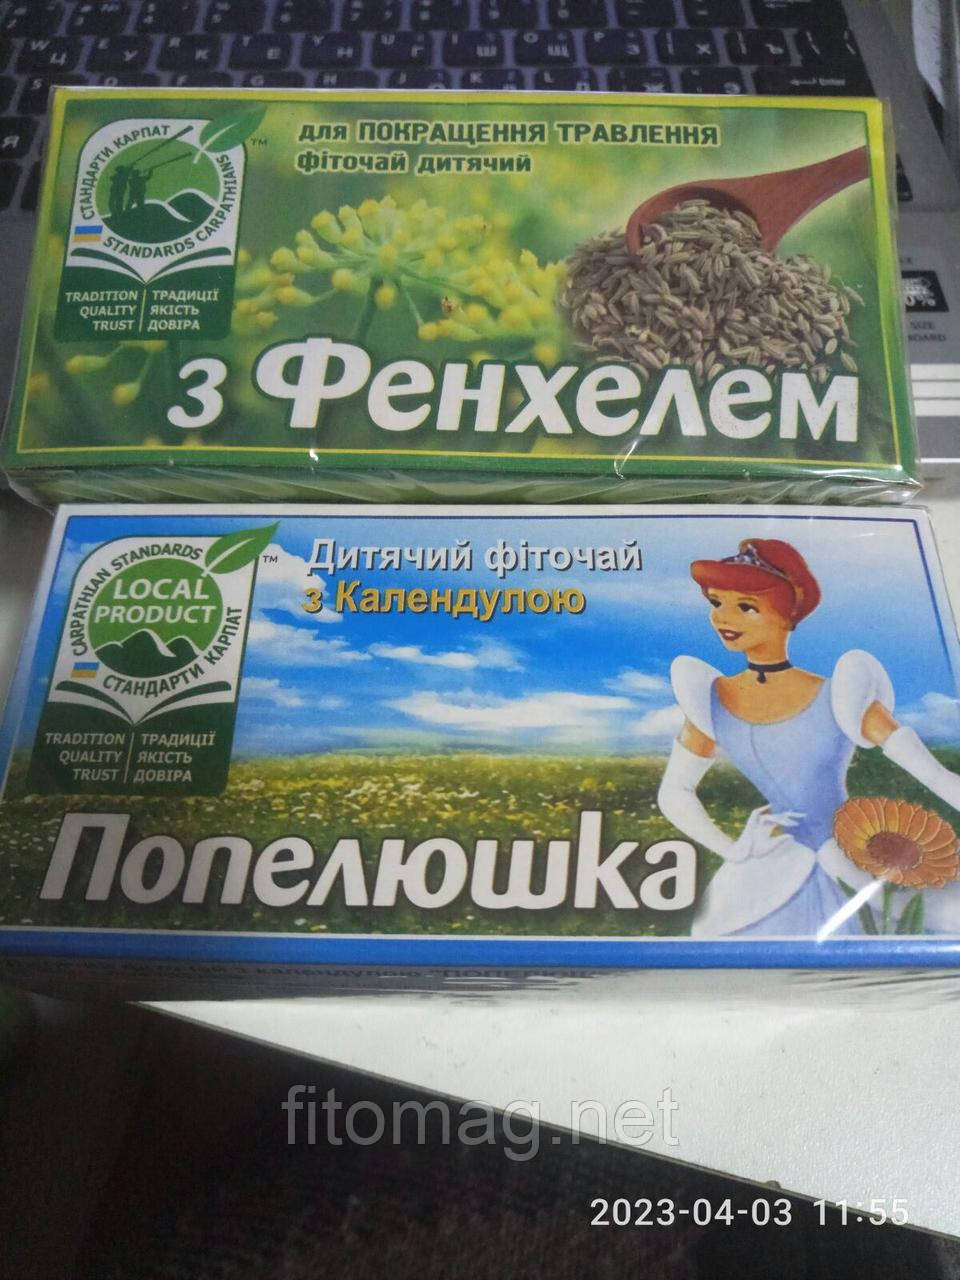 для ПОКРАЩЕННЯ ТРАВЛЕННЯ
фіточай дитячий
СТАНДАРТИ КАРПАТ
STANDARDS CARPATHIANS
TM
TRADITION | ТРАДИЦІЇ
QUALITY | ЯКІСТЬ
TRUST | ДОВІРА
з Фенхелем
Дитячий фіточай
з Календулою
CARPATHIAN STANDARDS
LOCAL
PRODUCT
СТАНДАРТИ КАРПАТ
TM
TRADITION | ТРАДИЦІЇ
QUALITY | ЯКІСТЬ
TRUST | ДОВІРА
Попелюшка
fitomag.net
2023-04-03 11:55